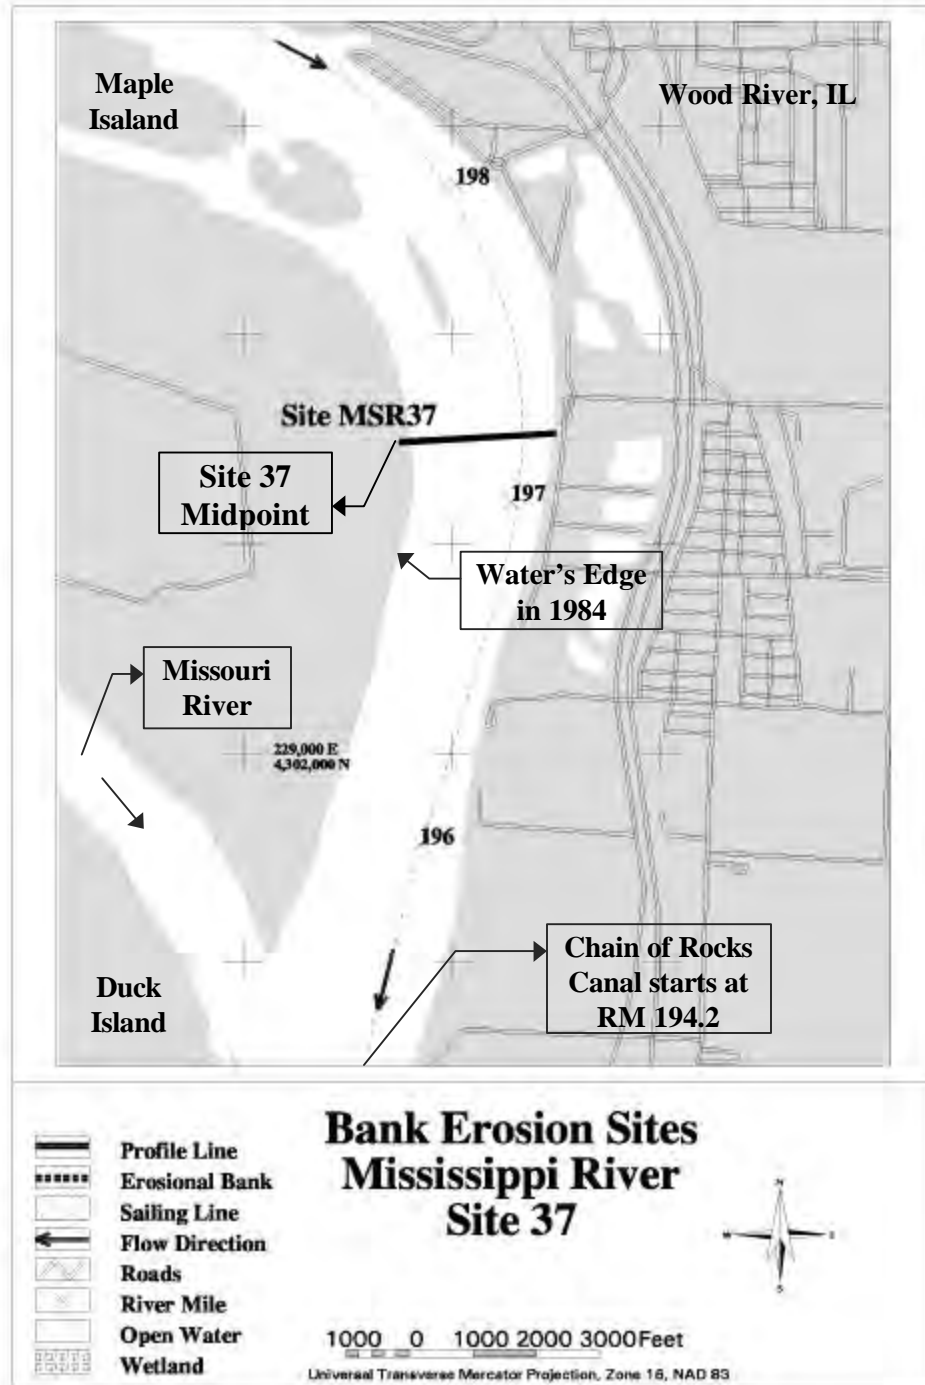 Maple
Isaland
Wood River, IL
198
Site MSR37
Site 37
Midpoint
197
Water's Edge
in 1984
Missouri
River
229,000 E
4,302,000 N
196
Duck
Island
Chain of Rocks
Canal starts at
RM 194.2
Bank Erosion Sites
Mississippi River
Site 37
Profile Line
Erosional Bank
Sailing Line
Flow Direction
Roads
River Mile
Open Water
Wetland
N
W
E
S
1000 0 1000 2000 3000 Feet
Universal Transverse Mercator Projection, Zone 16, NAD 83